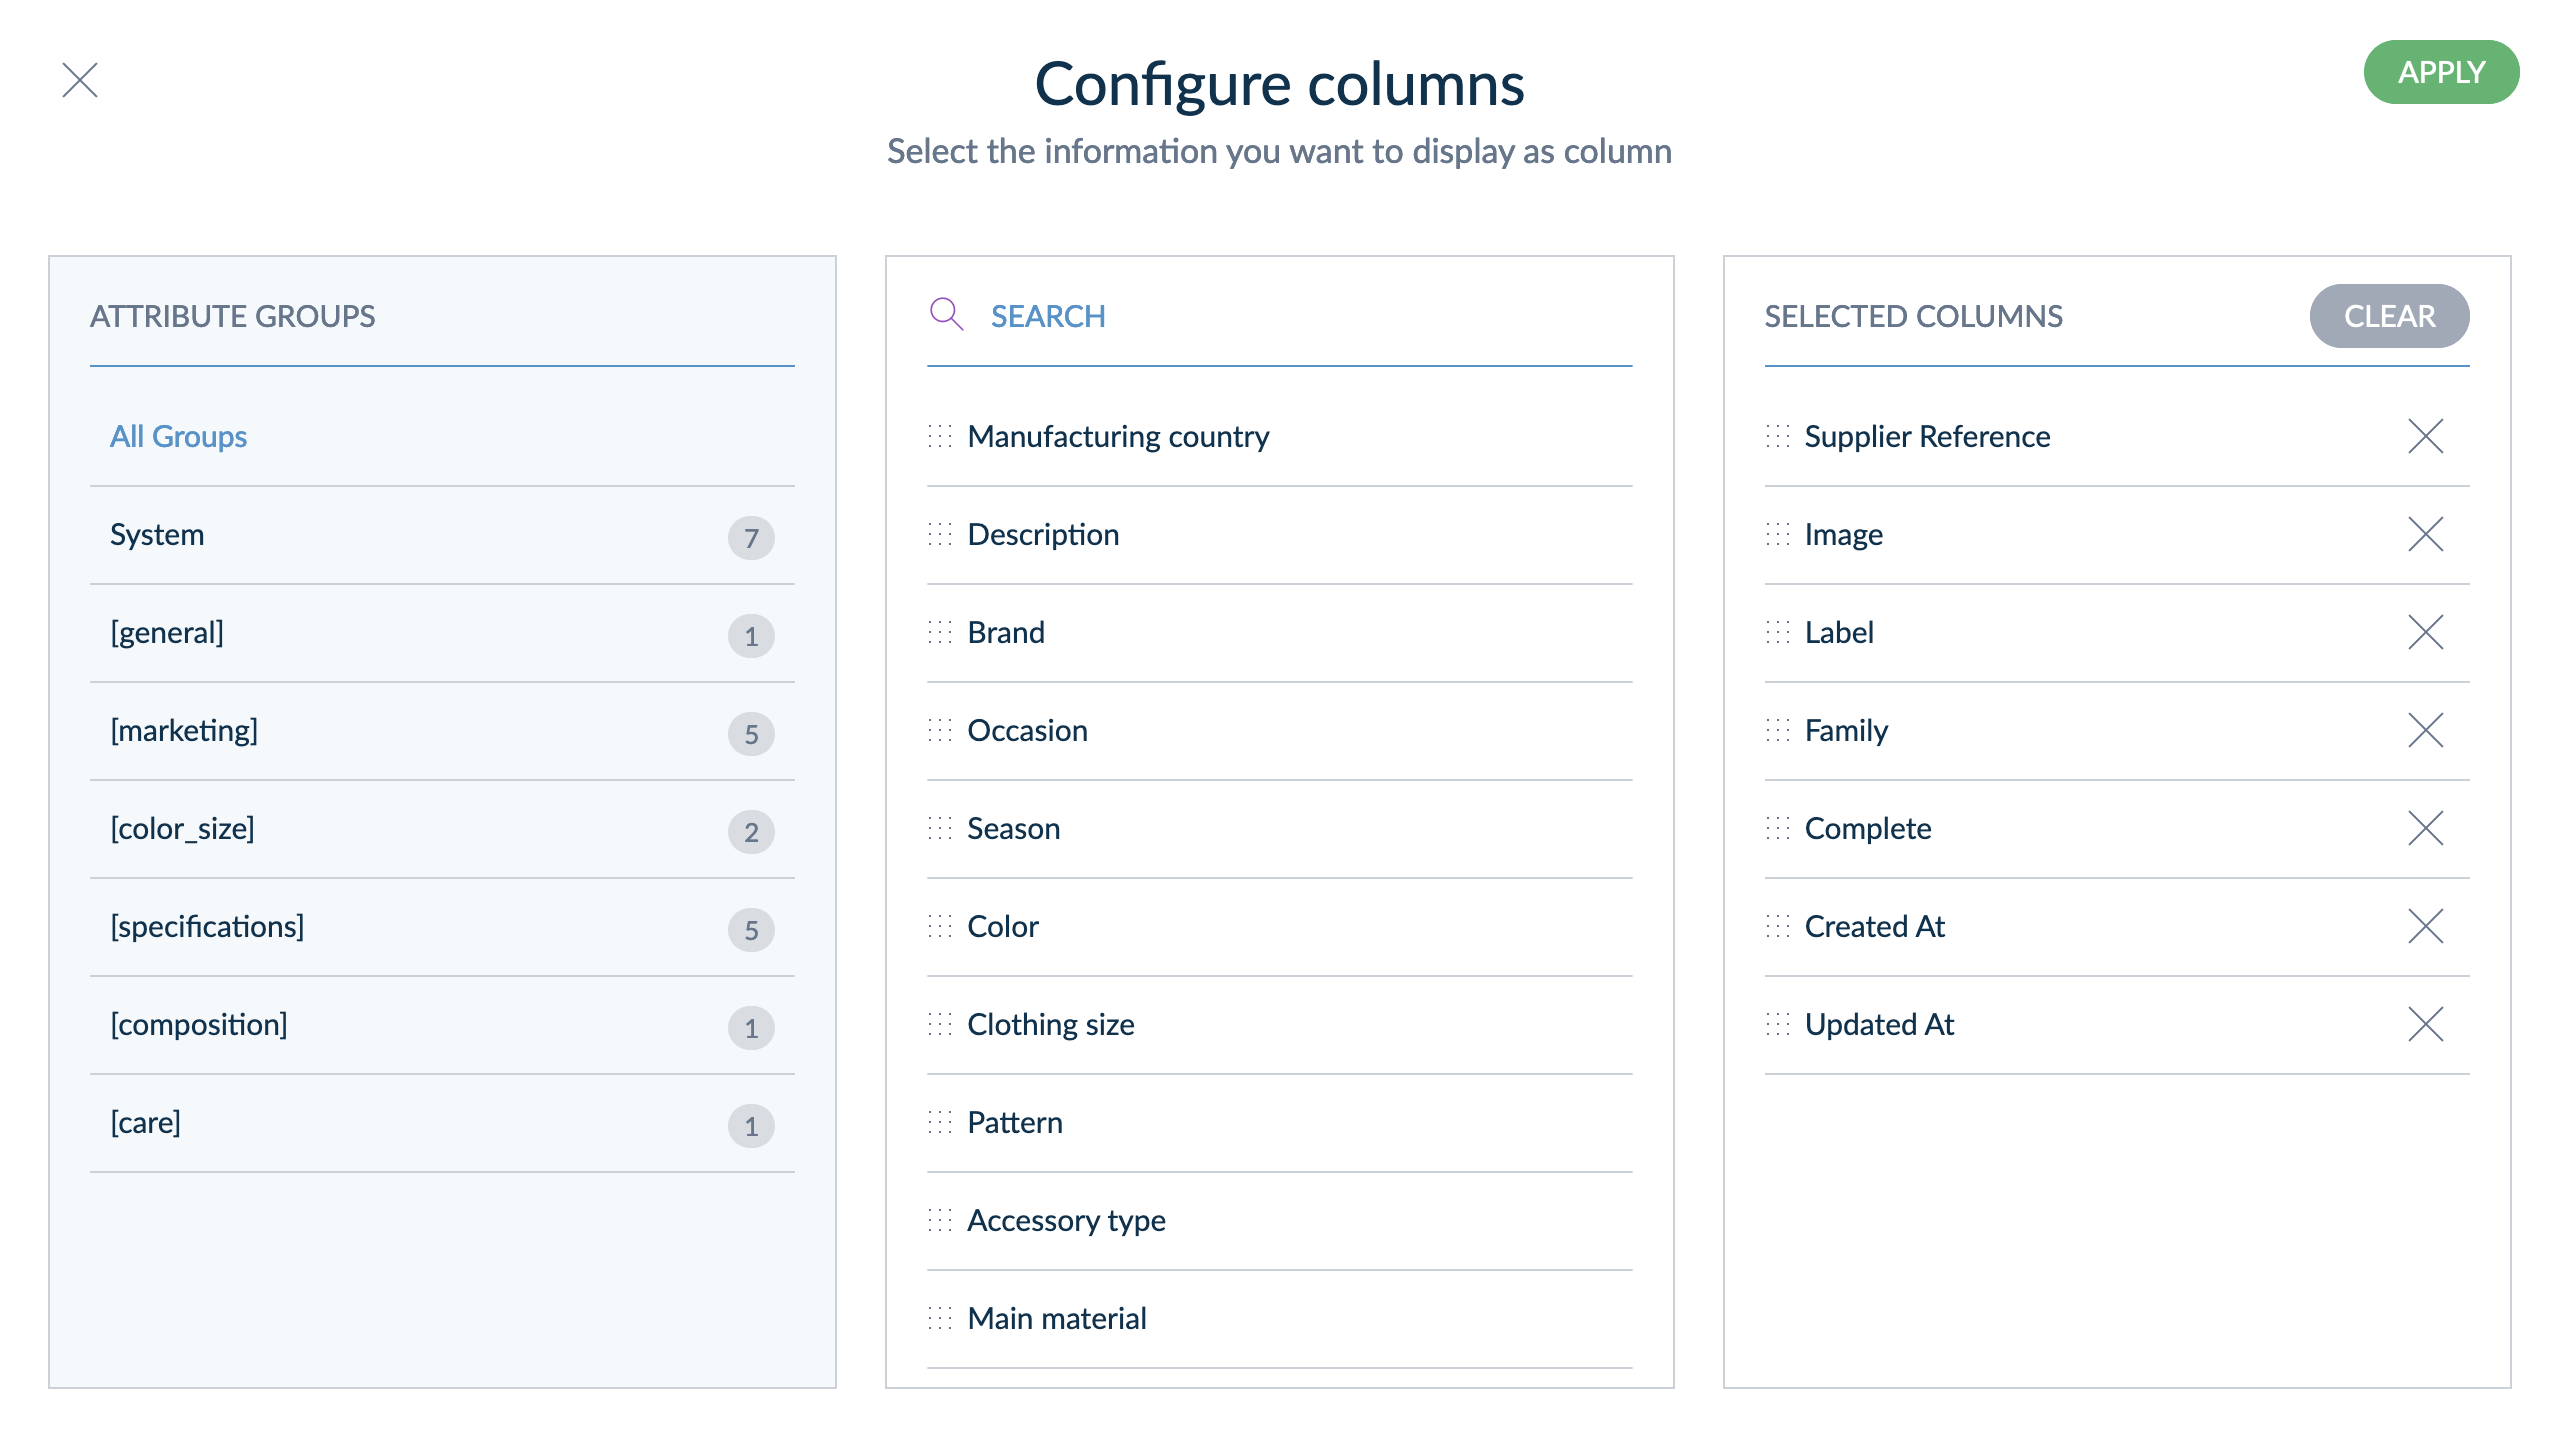 Configure columns
APPLY
Select the information you want to display as column
ATTRIBUTE GROUPS
All Groups
System 7
[general] 1
[marketing] 5
[color_size] 2
[specifications] 5
[composition] 1
[care] 1
SEARCH
Manufacturing country
Description
Brand
Occasion
Season
Color
Clothing size
Pattern
Accessory type
Main material
SELECTED COLUMNS CLEAR
Supplier Reference
Image
Label
Family
Complete
Created At
Updated At